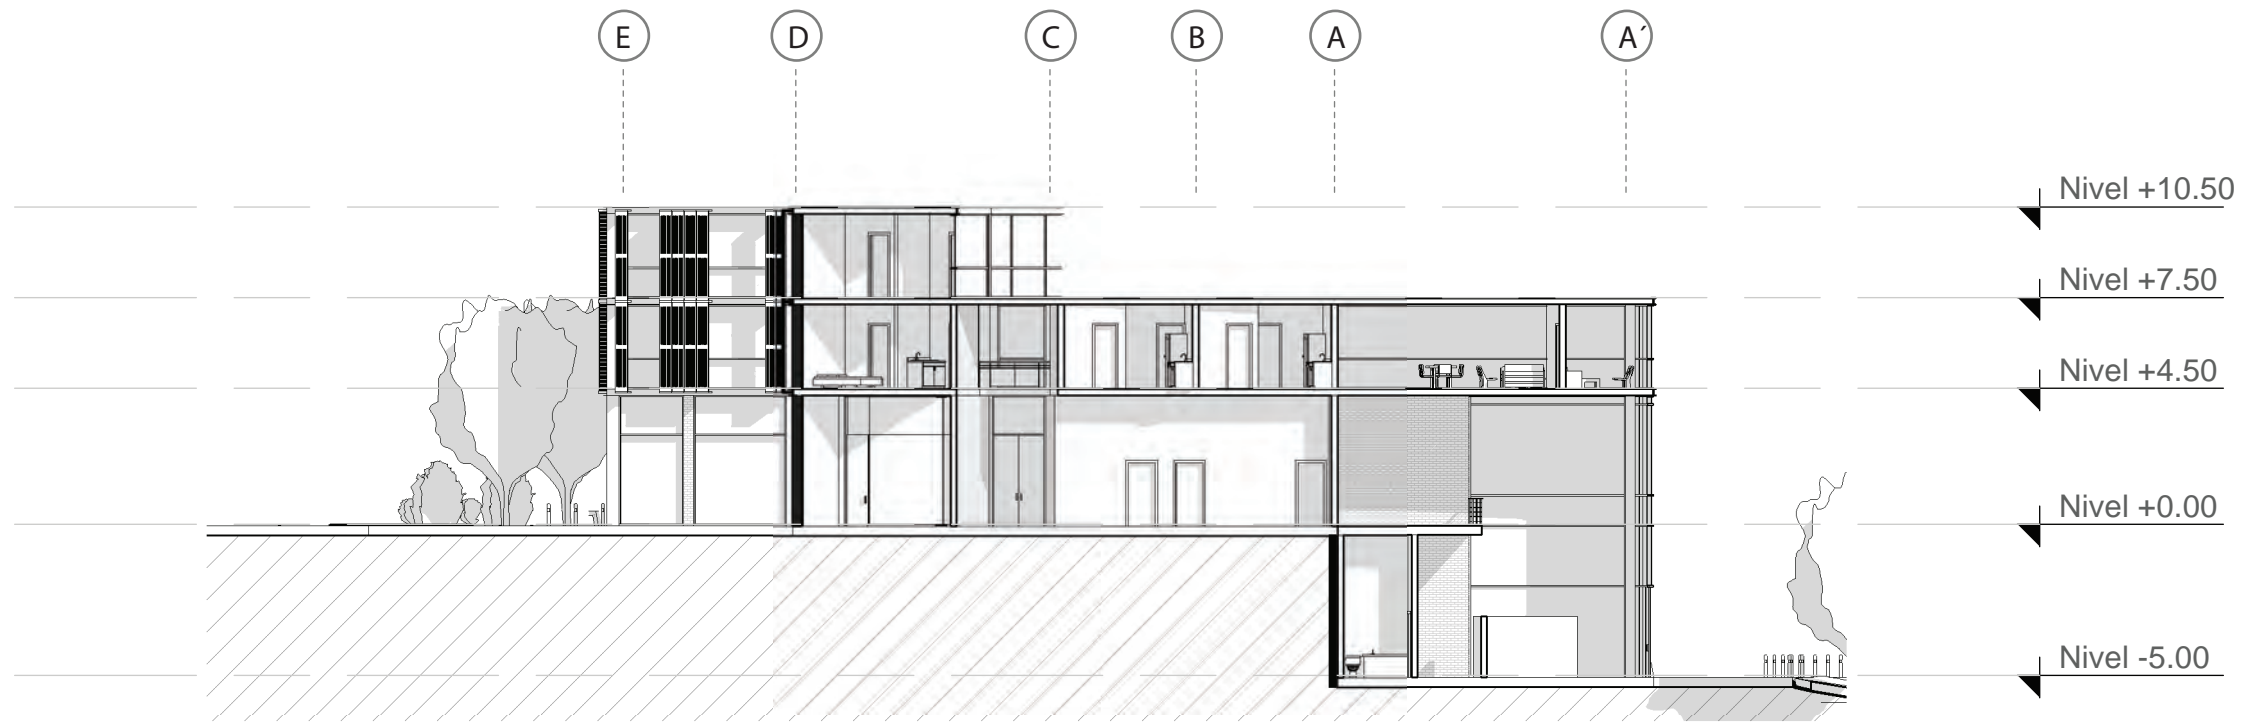 E D C B A A´
Nivel +10.50
Nivel +7.50
Nivel +4.50
Nivel +0.00
Nivel -5.00